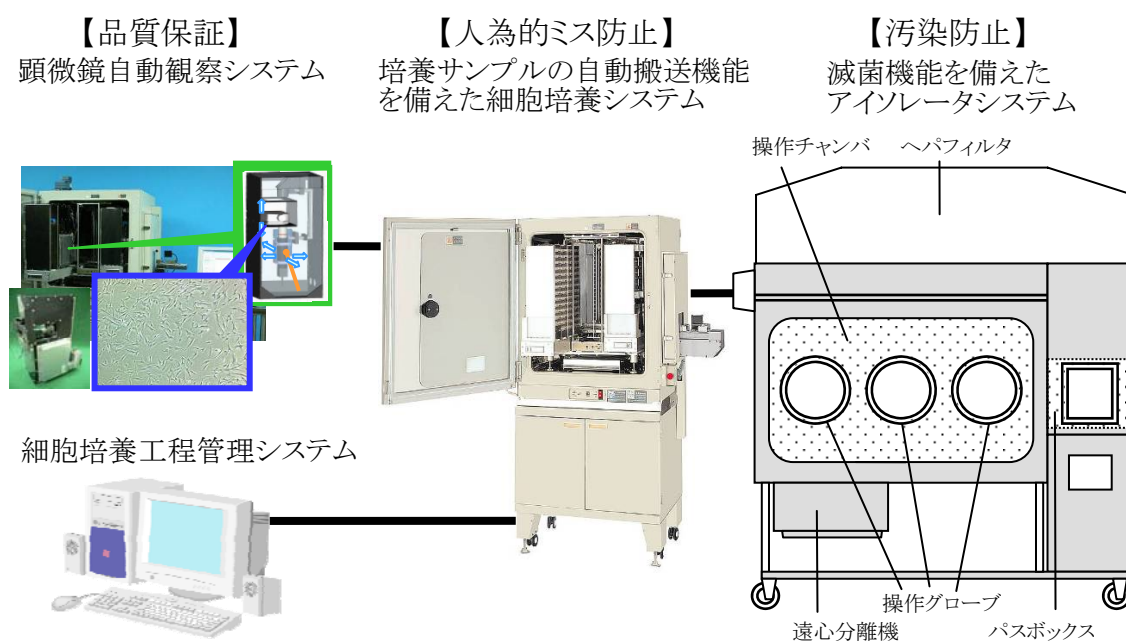 【品質保証】
顕微鏡自動観察システム
【人為的ミス防止】
培養サンプルの自動搬送機能
を備えた細胞培養システム
【汚染防止】
滅菌機能を備えた
アイソレータシステム
操作チャンバ
ヘパフィルタ
細胞培養工程管理システム
操作グローブ
遠心分離機
パスボックス